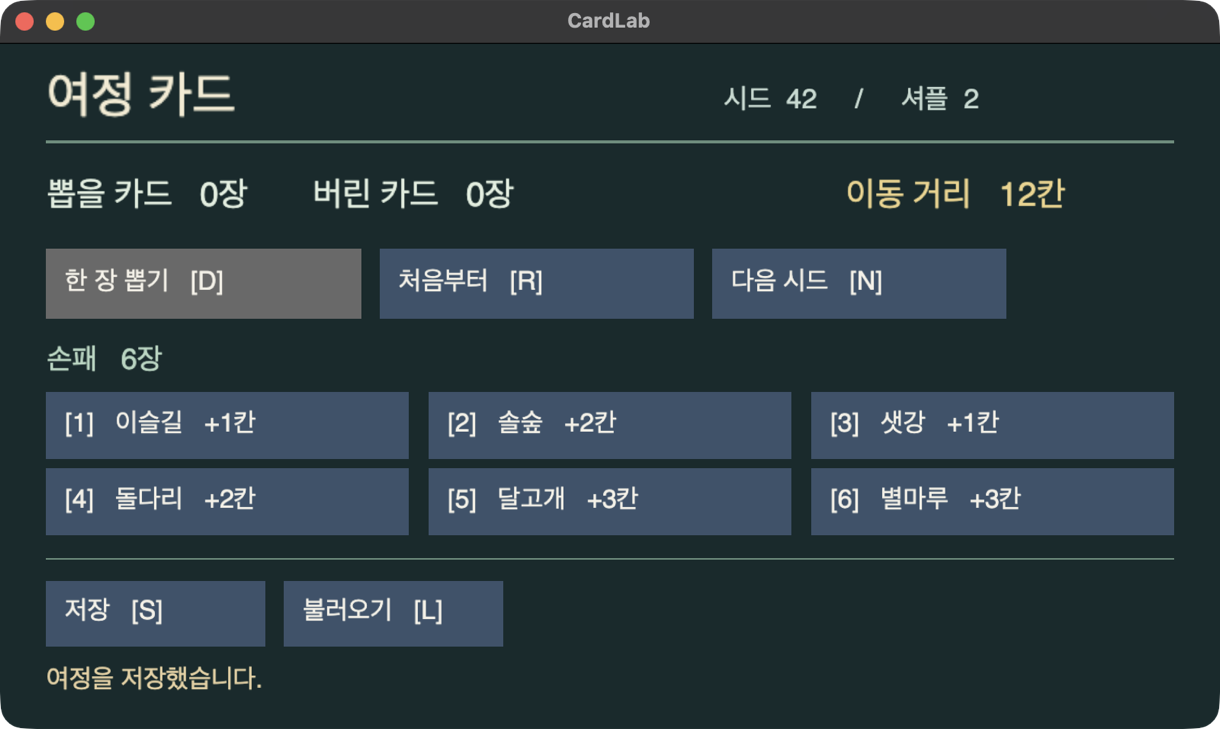 CardLab
여정 카드 시드 42 / 셔플 2
뽑을 카드 0장 버린 카드 0장 이동 거리 12칸
한 장 뽑기 [D] 처음부터 [R] 다음 시드 [N]
손패 6장
[1] 이슬길 +1칸 [2] 솔숲 +2칸 [3] 샛강 +1칸
[4] 돌다리 +2칸 [5] 달고개 +3칸 [6] 별마루 +3칸
저장 [S] 불러오기 [L]
여정을 저장했습니다.